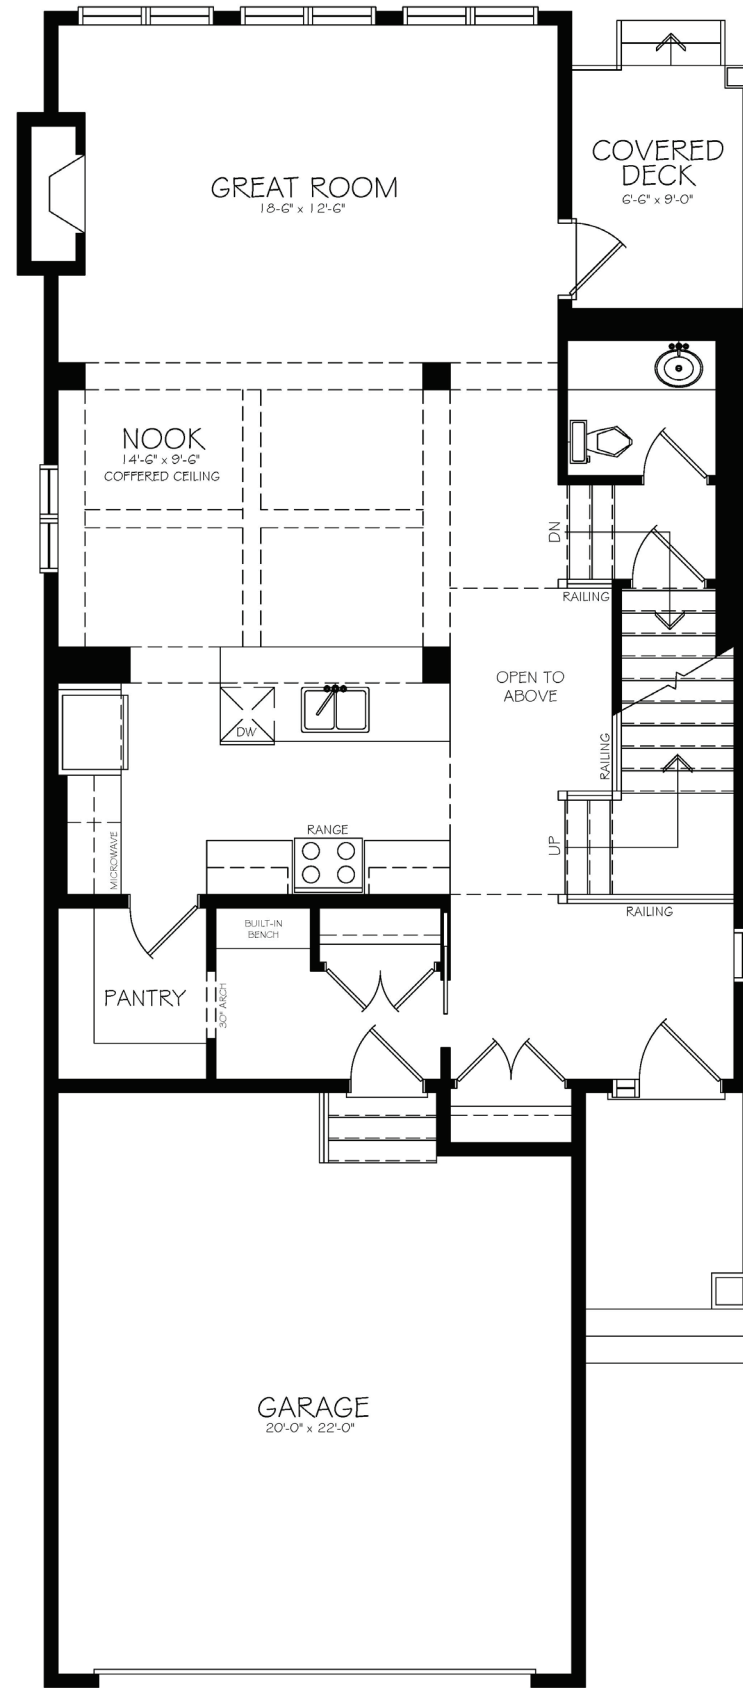 COVERED
DECK
6'-6" x 9'-0"
GREAT ROOM
18-6" x 12'-6"
NOOK
14'-6" x 9'-6"
COFFERED CEILING
DN
RAILING
OPEN TO
ABOVE
DW
RAILING
RANGE
MICROWAVE
UP
RAILING
BUILT-IN
BENCH
PANTRY
30" ARCH
GARAGE
20'-0" x 22'-0"